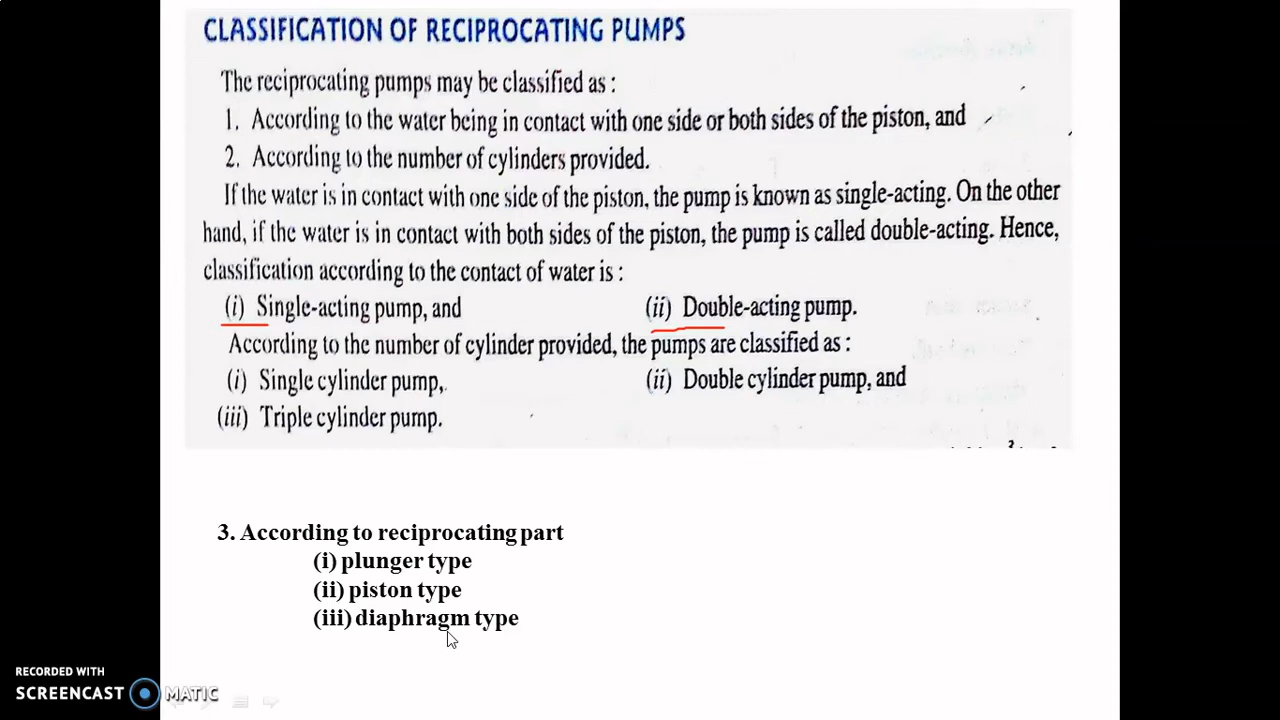 CLASSIFICATION OF RECIPROCATING PUMPS
The reciprocating pumps may be classified as :
1. According to the water being in contact with one side or both sides of the piston, and
2. According to the number of cylinders provided.
If the water is in contact with one side of the piston, the pump is known as single-acting. On the other
hand, if the water is in contact with both sides of the piston, the pump is called double-acting. Hence,
classification according to the contact of water is :
(i) Single-acting pump, and (ii) Double-acting pump.
According to the number of cylinder provided, the pumps are classified as :
(i) Single cylinder pump, (ii) Double cylinder pump, and
(iii) Triple cylinder pump.
3. According to reciprocating part
(i) plunger type
(ii) piston type
(iii) diaphragm type
RECORDED WITH
SCREENCAST MATIC